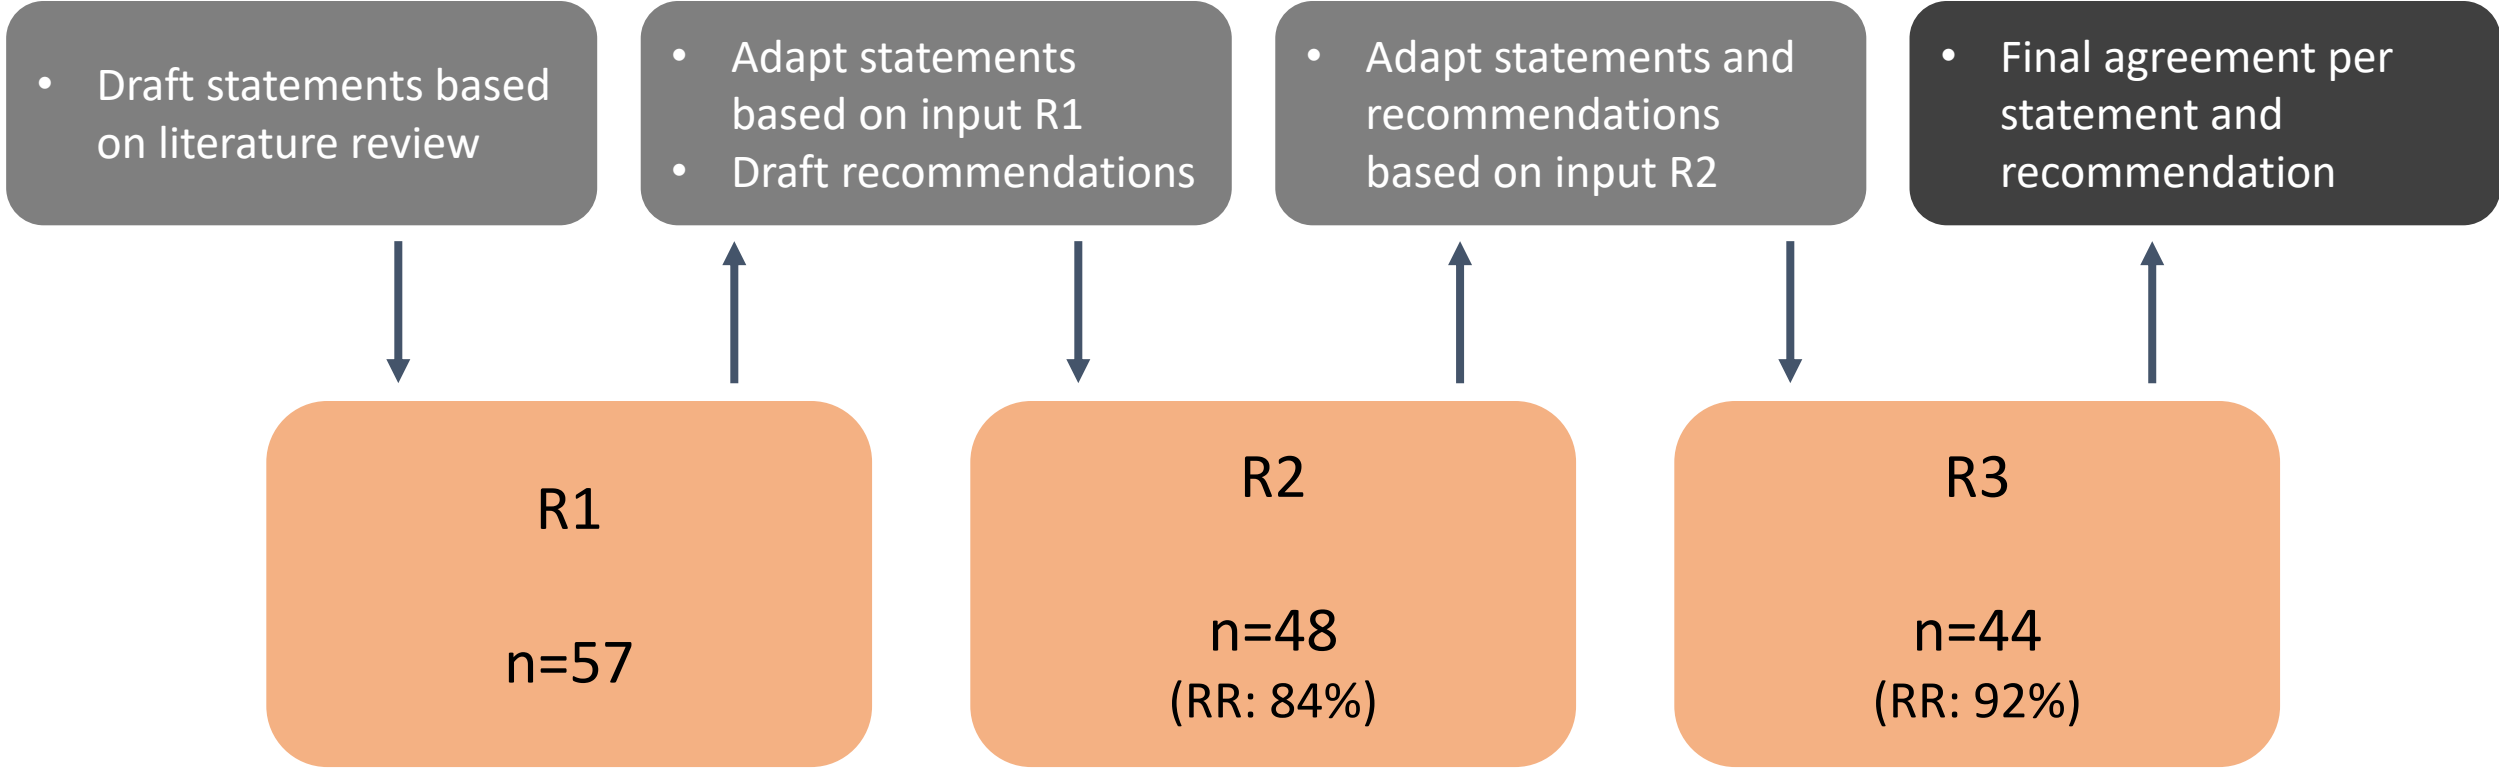 • Draft statements based
on literature review
• Adapt statements
based on input R1
• Draft recommendations
• Adapt statements and
recommendations
based on input R2
• Final agreement per
statement and
recommendation
R1
n=57
R2
n=48
(RR: 84%)
R3
n=44
(RR: 92%)